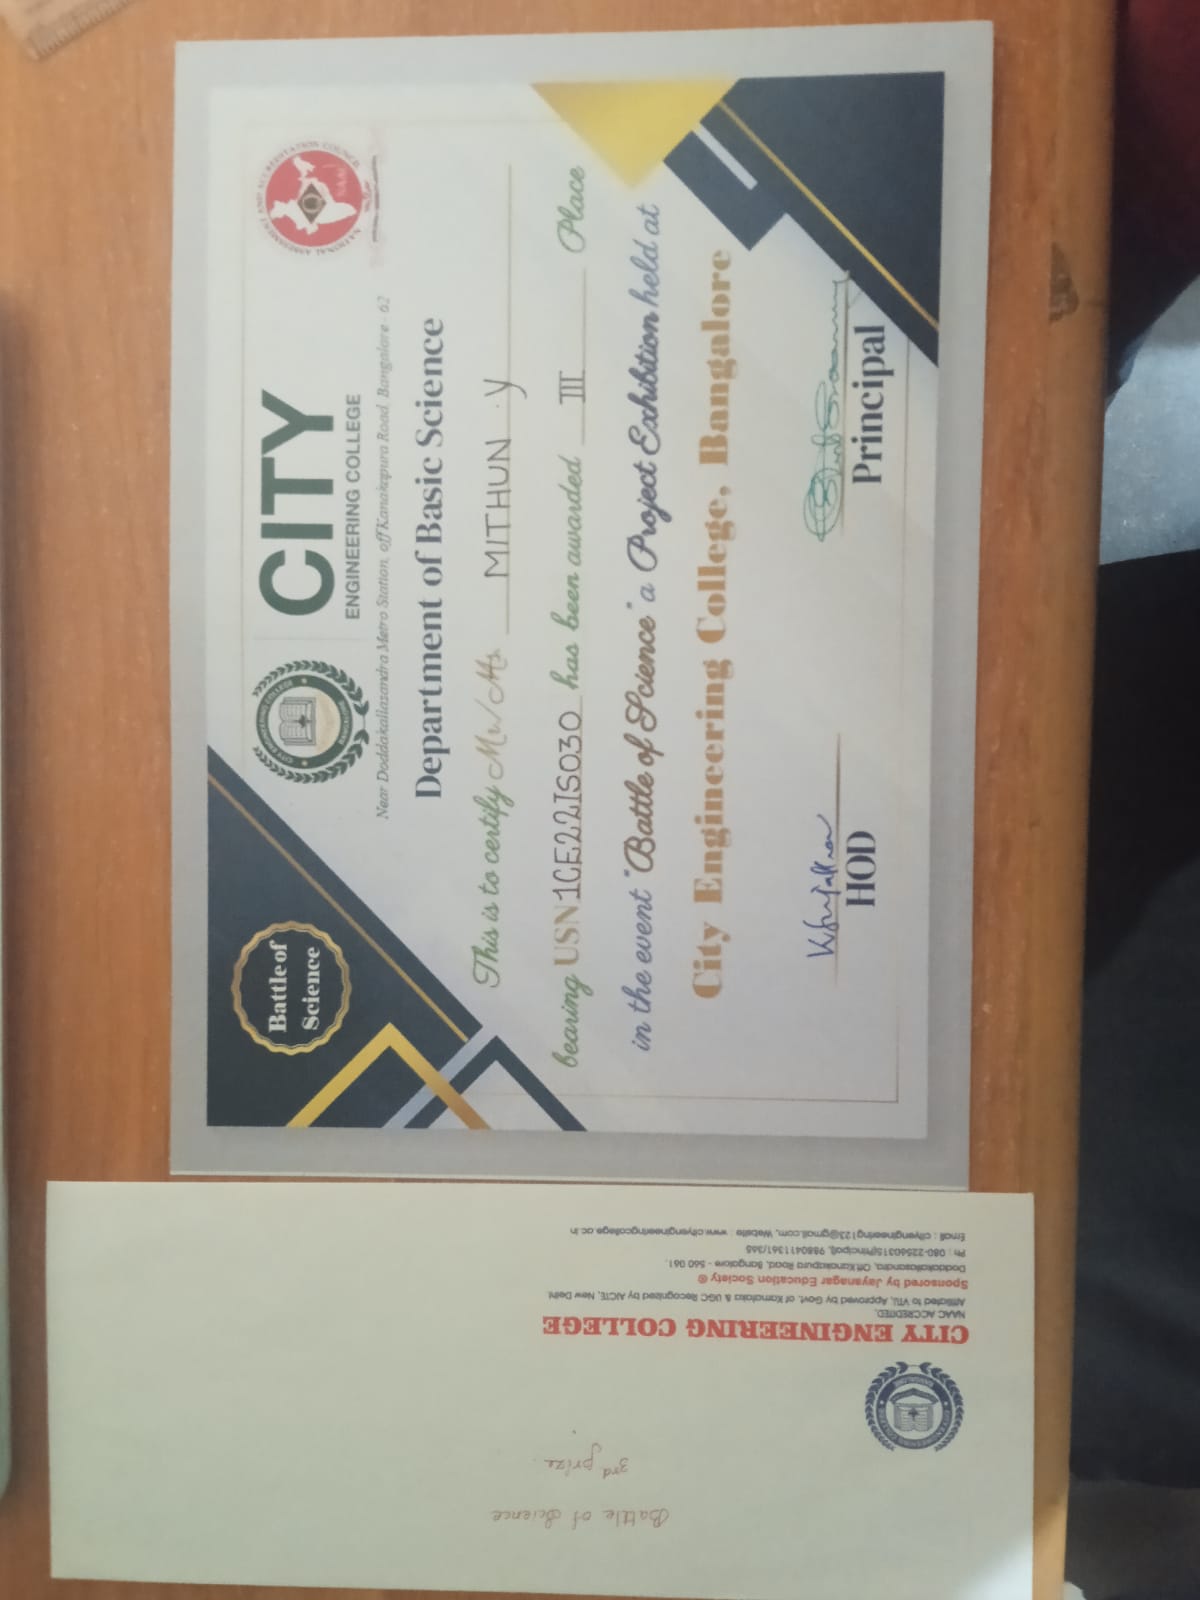 Battle of
Science
CITY ENGINEERING COLLEGE
BANGALORE
CITY
ENGINEERING COLLEGE
NATIONAL ASSESSMENT AND ACCREDITATION COUNCIL
NAAC
Near Doddakallasandra Metro Station, off Kanakapura Road, Bangalore - 62
Department of Basic Science
This is to certify Mr/Ms. MITHUN . Y
bearing USN 1CE22IS030 has been awarded III Place
in the event "Battle of Science" a Project Exhibition held at
City Engineering College, Bangalore
HOD
Principal
CITY ENGINEERING COLLEGE
NAAC ACCREDITED,
Affiliated to VTU, Approved by Govt. of Karnataka & UGC Recognized by AICTE, New Delhi
Sponsored by Jayanagar Education Society ®
Doddakallasandra, Off.Kanakapura Road, Bangalore - 560 061.
Ph : 080-22560315(Principal), 9880411361/365
Email : cityengineering123@gmail.com, Website : www.cityengineeringcollege.ac.in
Battle of Science
3rd prize.